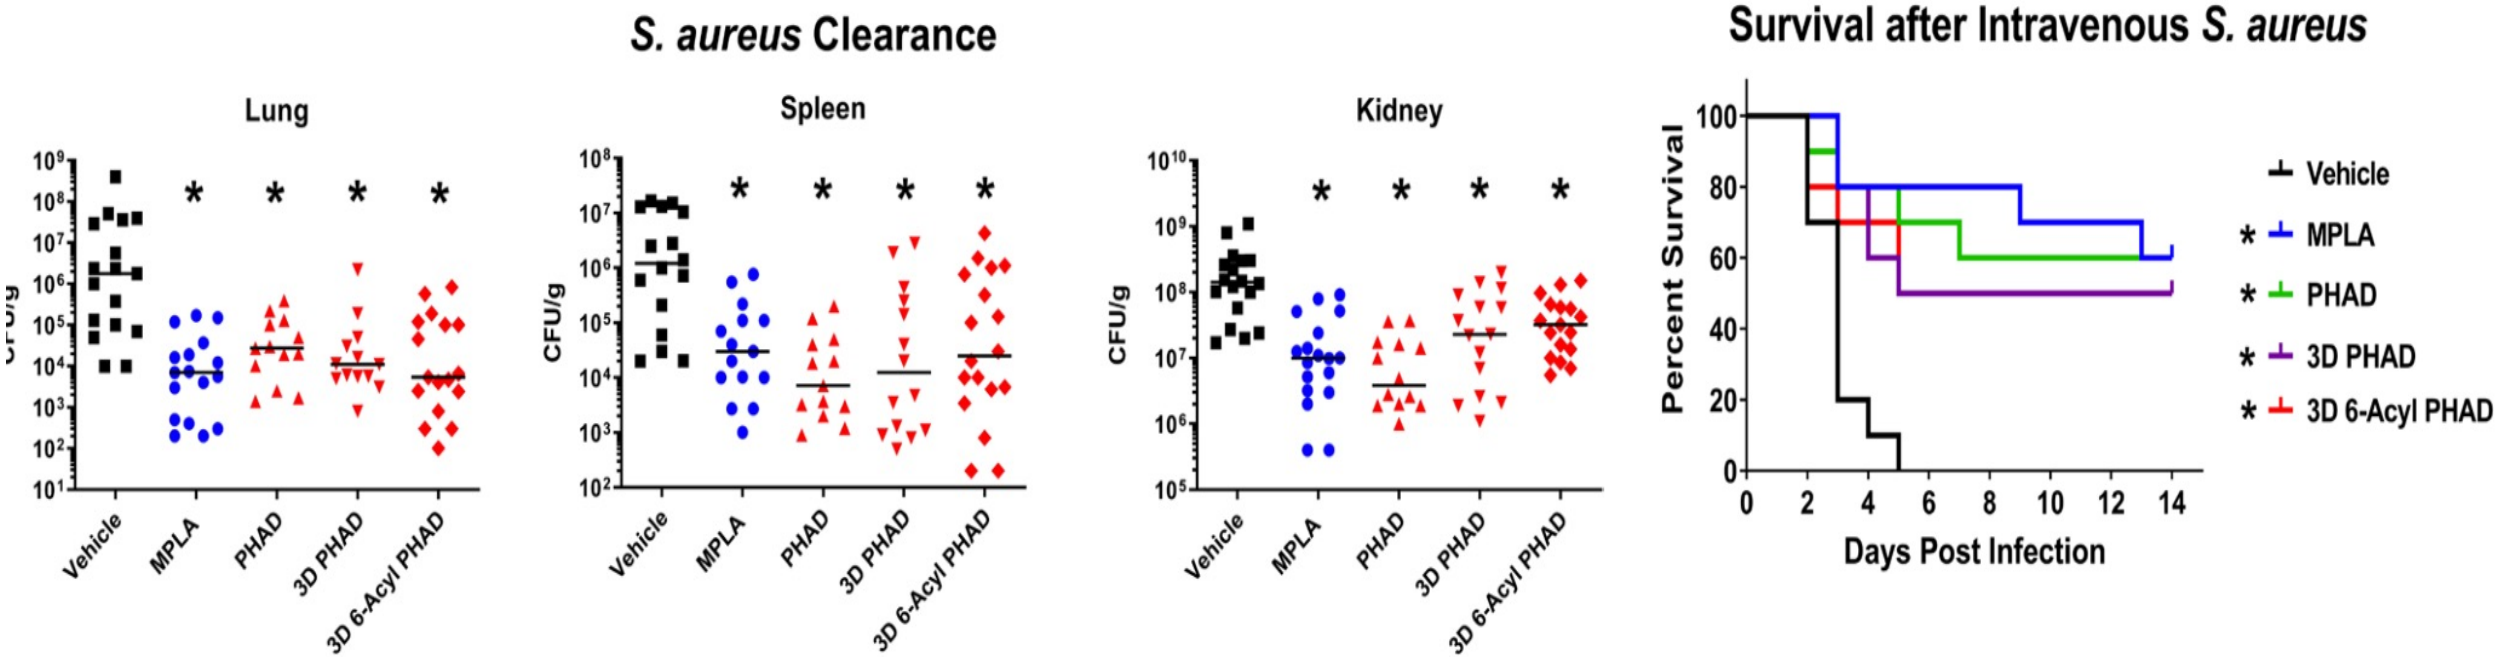 S. aureus Clearance
Survival after Intravenous S. aureus
Lung
10⁹
10⁸
10⁷
10⁶
10⁵
10⁴
10³
10²
10¹
CFU/g
*
*
*
*
Vehicle
MPLA
PHAD
3D PHAD
3D 6-Acyl PHAD
Spleen
10⁸
10⁷
10⁶
10⁵
10⁴
10³
10²
CFU/g
*
*
*
*
Vehicle
MPLA
PHAD
3D PHAD
3D 6-Acyl PHAD
Kidney
10¹⁰
10⁹
10⁸
10⁷
10⁶
10⁵
CFU/g
*
*
*
*
Vehicle
MPLA
PHAD
3D PHAD
3D 6-Acyl PHAD
Percent Survival
100
80
60
40
20
0
0 2 4 6 8 10 12 14
Days Post Infection
Vehicle
* MPLA
* PHAD
* 3D PHAD
* 3D 6-Acyl PHAD